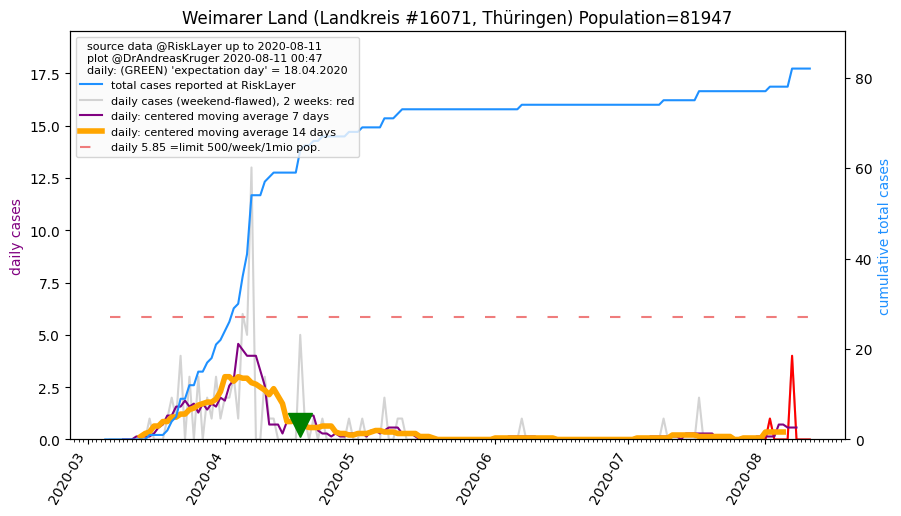 Weimarer Land (Landkreis #16071, Thüringen) Population=81947
source data @RiskLayer up to 2020-08-11
plot @DrAndreasKruger 2020-08-11 00:47
daily: (GREEN) 'expectation day' = 18.04.2020
total cases reported at RiskLayer
daily cases (weekend-flawed), 2 weeks: red
daily: centered moving average 7 days
daily: centered moving average 14 days
daily 5.85 =limit 500/week/1mio pop.
daily cases
17.5
15.0
12.5
10.0
7.5
5.0
2.5
0.0
cumulative total cases
80
60
40
20
0
2020-03
2020-04
2020-05
2020-06
2020-07
2020-08